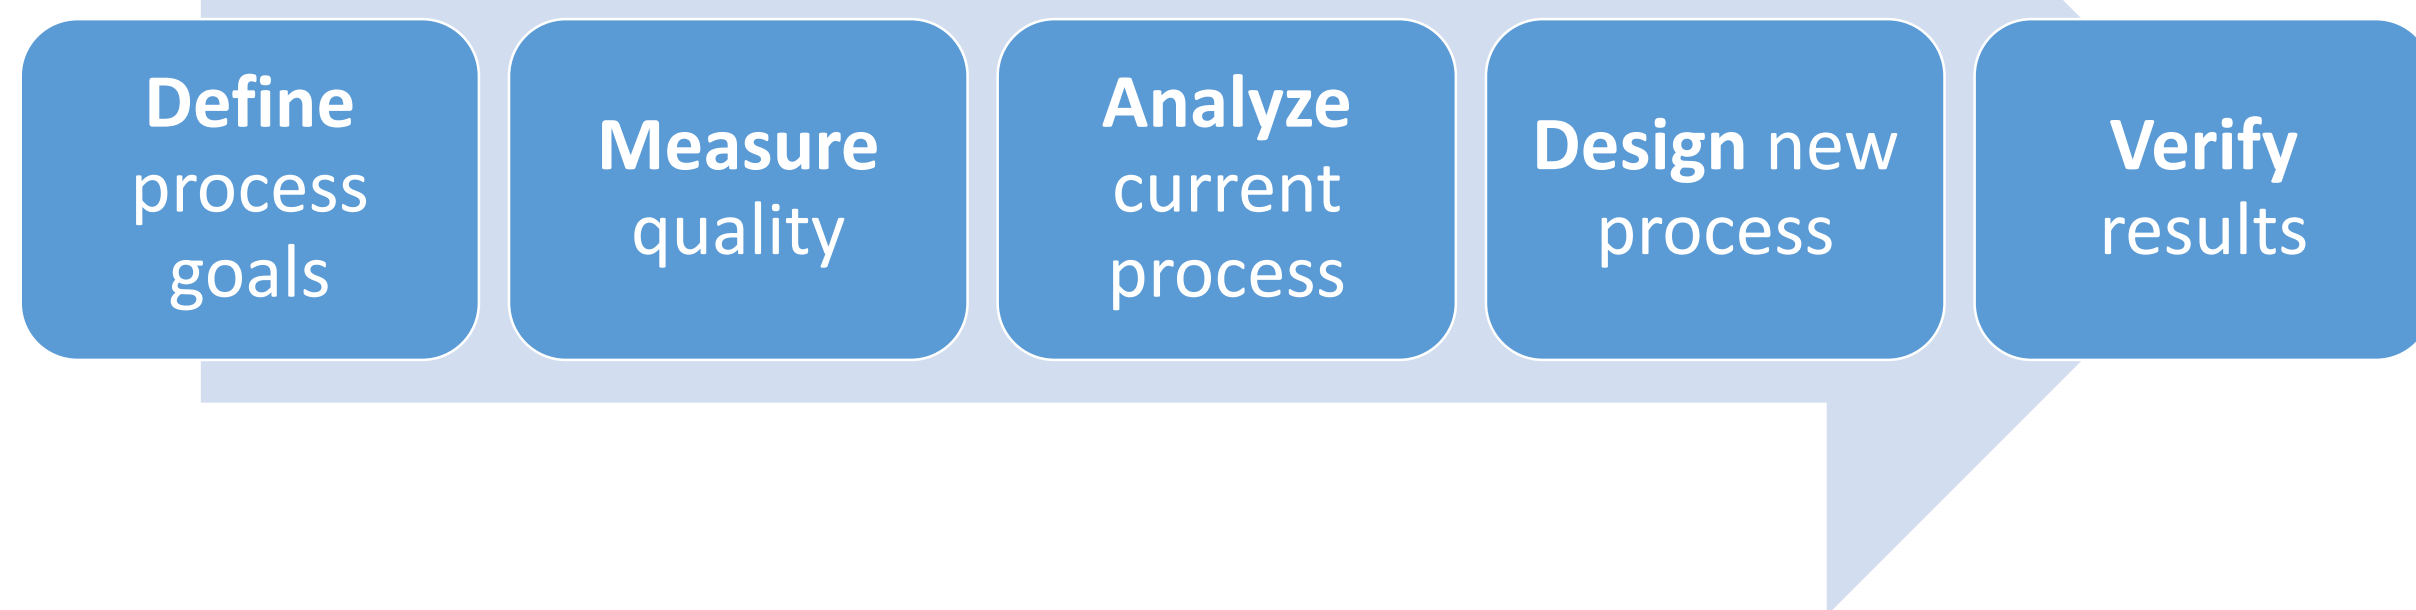 Define
process
goals
Measure
quality
Analyze
current
process
Design new
process
Verify
results